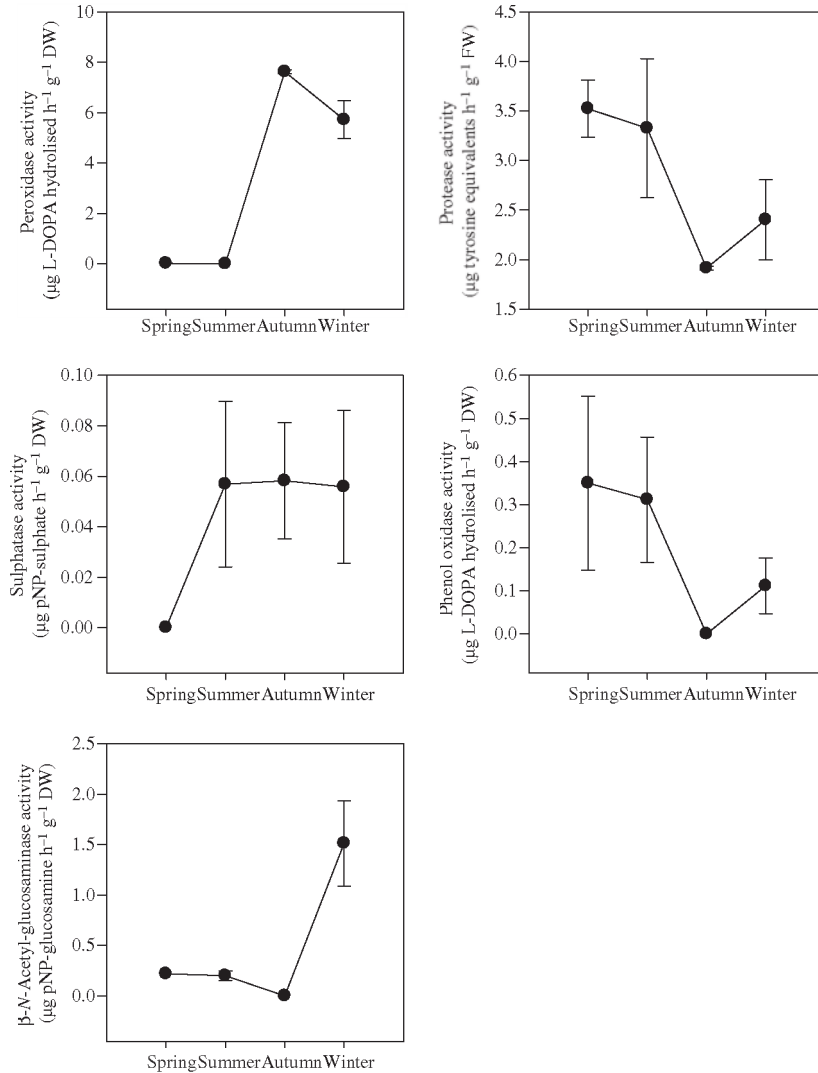 Peroxidase activity
(µg L-DOPA hydrolised h⁻¹ g⁻¹ DW)
10
8
6
4
2
0
SpringSummerAutumnWinter
Protease activity
(µg tyrosine equivalents h⁻¹ g⁻¹ FW)
4.5
4.0
3.5
3.0
2.5
2.0
1.5
SpringSummerAutumnWinter
Sulphatase activity
(µg pNP-sulphate h⁻¹ g⁻¹ DW)
0.10
0.08
0.06
0.04
0.02
0.00
SpringSummerAutumnWinter
Phenol oxidase activity
(µg L-DOPA hydrolised h⁻¹ g⁻¹ DW)
0.6
0.5
0.4
0.3
0.2
0.1
0.0
SpringSummerAutumnWinter
β-N-Acetyl-glucosaminase activity
(µg pNP-glucosamine h⁻¹ g⁻¹ DW)
2.5
2.0
1.5
1.0
0.5
0.0
SpringSummerAutumnWinter